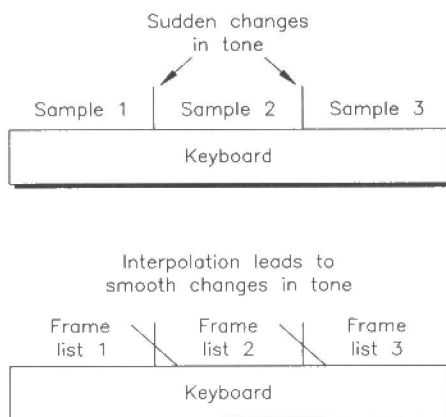 Sudden changes
in tone
Sample 1 Sample 2 Sample 3
Keyboard
Interpolation leads to
smooth changes in tone
Frame Frame Frame
list 1 list 2 list 3
Keyboard